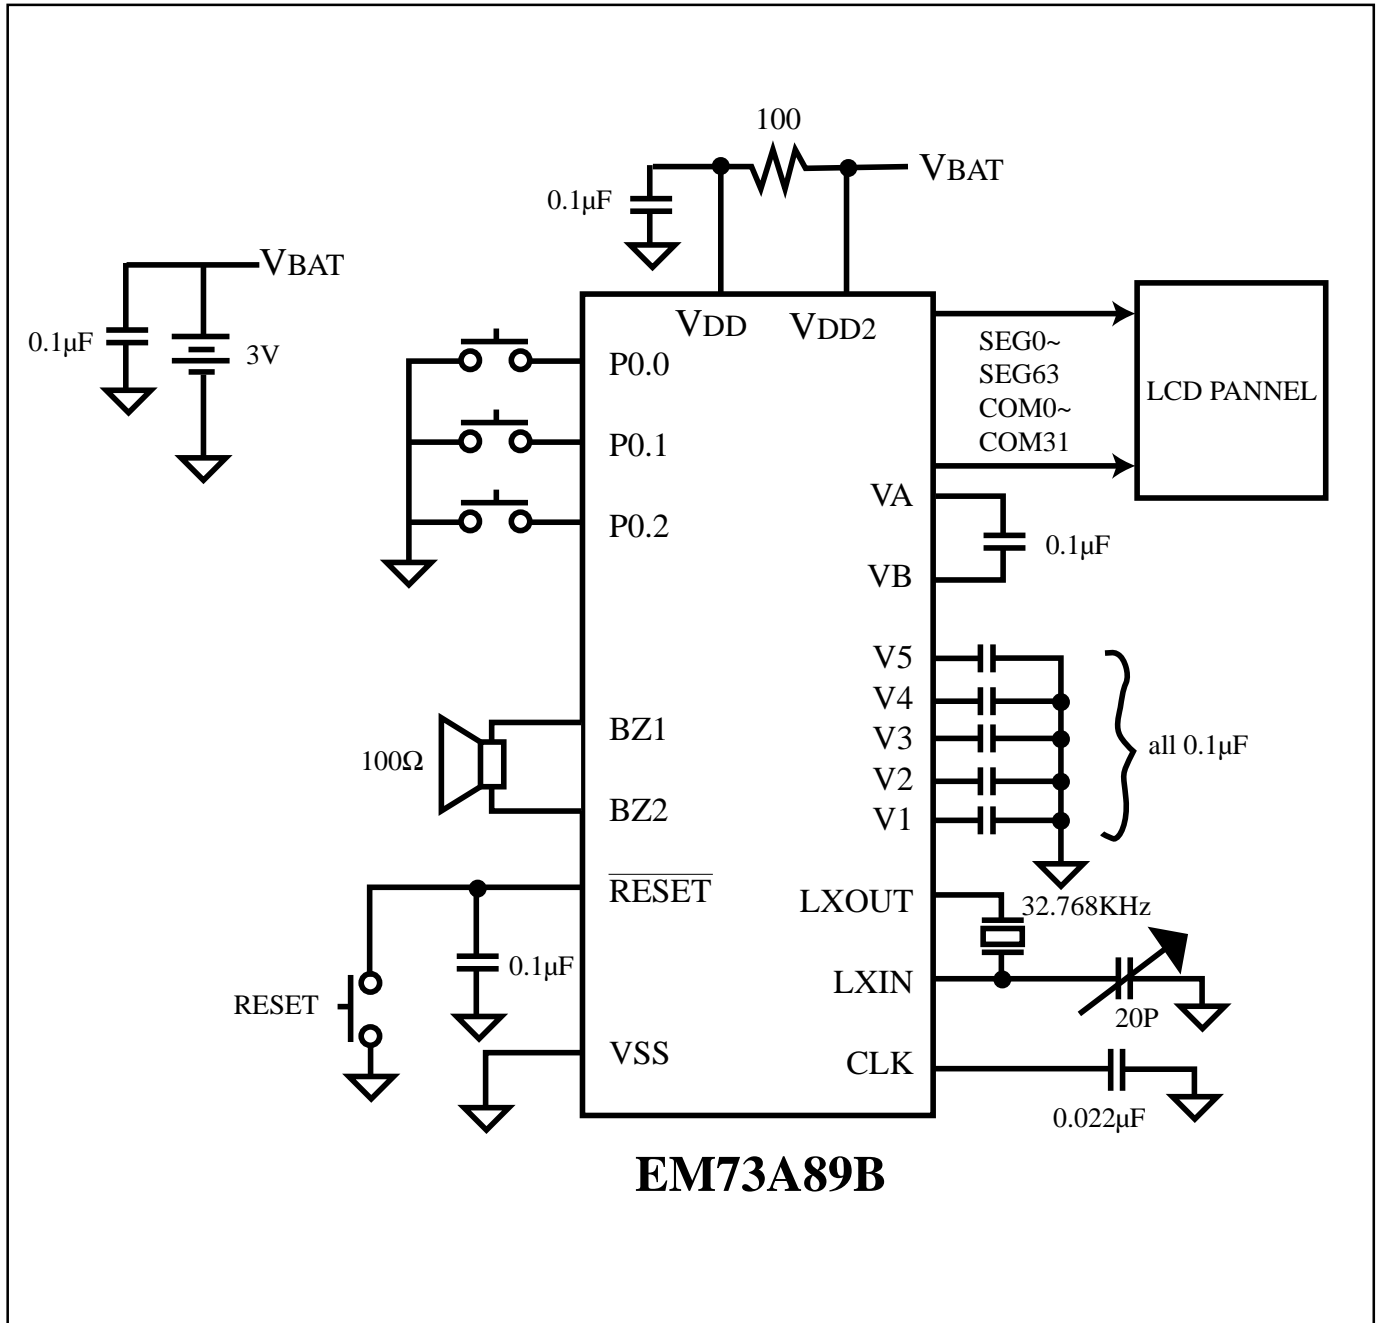 100
VBAT
0.1µF
VBAT
0.1µF
3V
VDD
VDD2
P0.0
P0.1
P0.2
SEG0~
SEG63
COM0~
COM31
LCD PANNEL
VA
0.1µF
VB
V5
V4
V3
V2
V1
all 0.1µF
BZ1
100Ω
BZ2
RESET
0.1µF
RESET
VSS
LXOUT
32.768KHz
LXIN
20P
CLK
0.022µF
EM73A89B